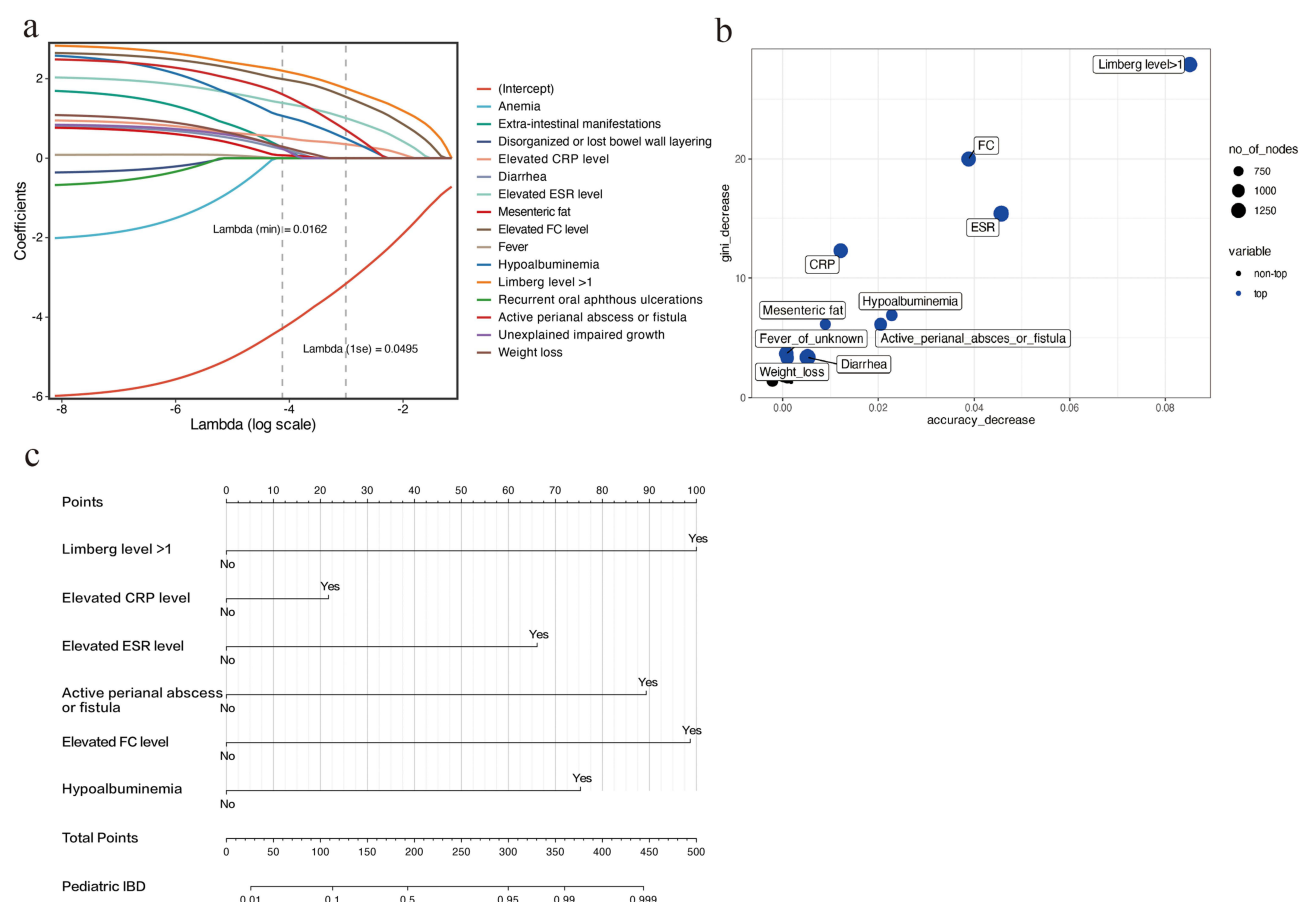 a
Coefficients
2
0
-2
-4
-6
-8
-6
-4
-2
Lambda (log scale)
Lambda (min) = 0.0162
Lambda (1se) = 0.0495
(Intercept)
Anemia
Extra-intestinal manifestations
Disorganized or lost bowel wall layering
Elevated CRP level
Diarrhea
Elevated ESR level
Mesenteric fat
Elevated FC level
Fever
Hypoalbuminemia
Limberg level >1
Recurrent oral aphthous ulcerations
Active perianal abscess or fistula
Unexplained impaired growth
Weight loss
b
gini_decrease
20
10
0
0.00
0.02
0.04
0.06
0.08
accuracy_decrease
Limberg level>1
FC
ESR
CRP
Hypoalbuminemia
Mesenteric fat
Active_perianal_absces_or_fistula
Fever_of_unknown
Diarrhea
Weight_loss
no_of_nodes
750
1000
1250
variable
non-top
top
c
Points
0 10 20 30 40 50 60 70 80 90 100
Limberg level >1
No
Yes
Elevated CRP level
No
Yes
Elevated ESR level
No
Yes
Active perianal abscess
or fistula
No
Yes
Elevated FC level
No
Yes
Hypoalbuminemia
No
Yes
Total Points
0 50 100 150 200 250 300 350 400 450 500
Pediatric IBD
0.01 0.1 0.5 0.95 0.99 0.999